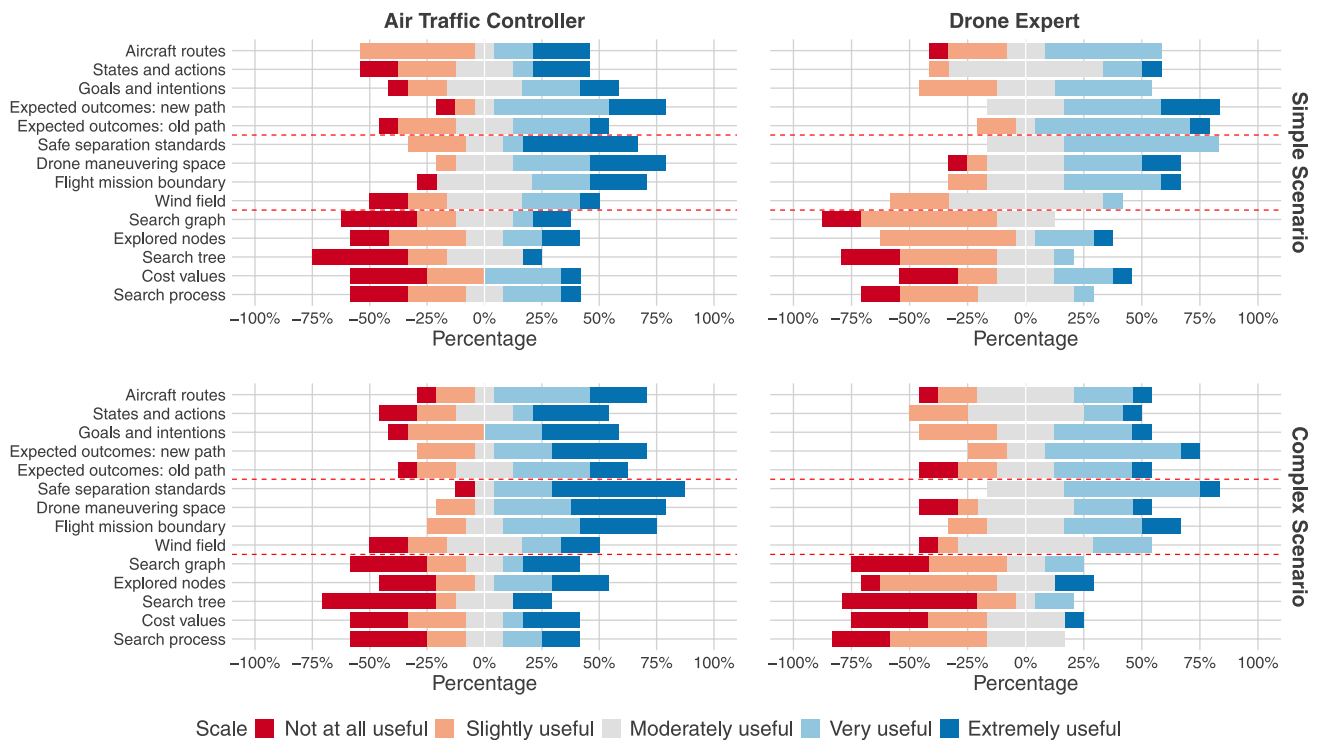 Air Traffic Controller
Drone Expert
Aircraft routes
States and actions
Goals and intentions
Expected outcomes: new path
Expected outcomes: old path
Safe separation standards
Drone maneuvering space
Flight mission boundary
Wind field
Search graph
Explored nodes
Search tree
Cost values
Search process
Simple Scenario
−100% −75% −50% −25% 0% 25% 50% 75% 100%
−100% −75% −50% −25% 0% 25% 50% 75% 100%
Percentage
Percentage
Aircraft routes
States and actions
Goals and intentions
Expected outcomes: new path
Expected outcomes: old path
Safe separation standards
Drone maneuvering space
Flight mission boundary
Wind field
Search graph
Explored nodes
Search tree
Cost values
Search process
Complex Scenario
−100% −75% −50% −25% 0% 25% 50% 75% 100%
−100% −75% −50% −25% 0% 25% 50% 75% 100%
Percentage
Percentage
Scale Not at all useful Slightly useful Moderately useful Very useful Extremely useful